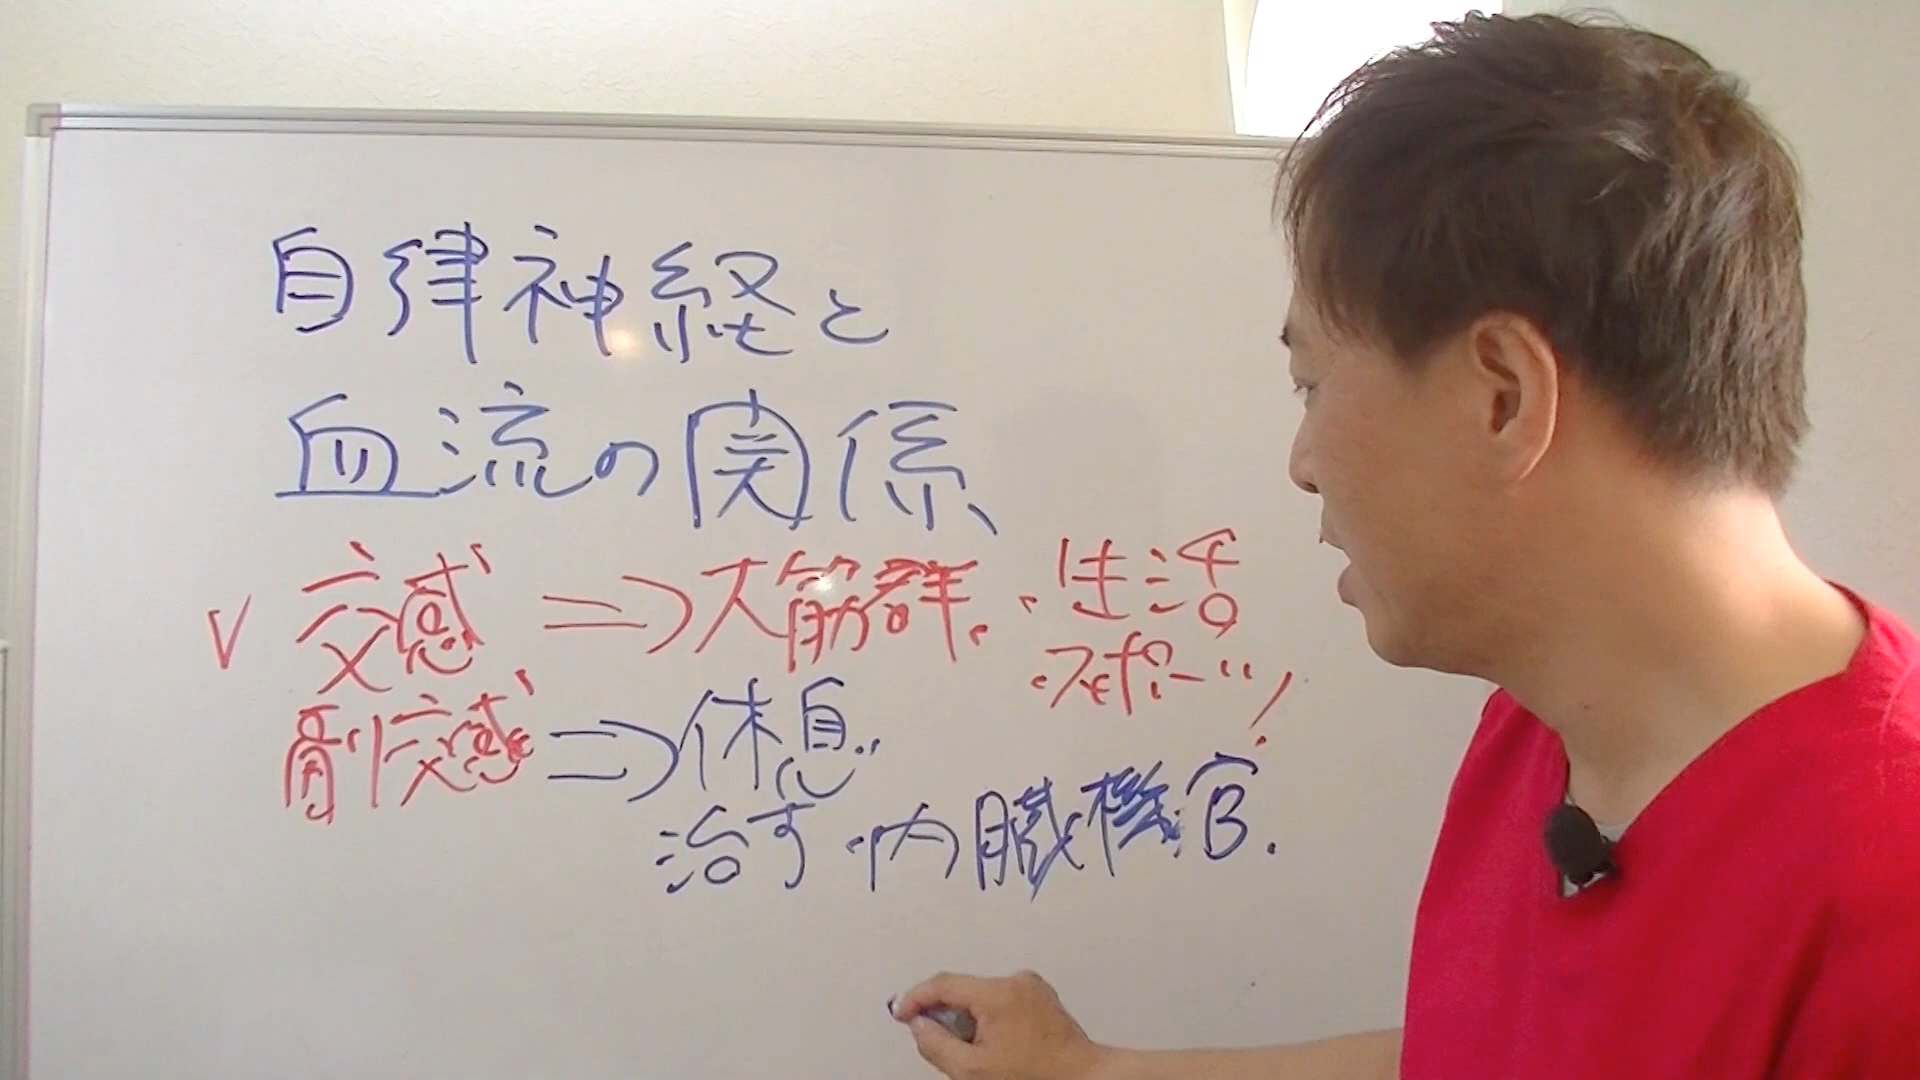 自律神経と
血流の関係、
✓ 交感 ⇒ 大筋群. ・生活
・スポーツ!
副交感 ⇒ 休息..
治す・内臓機官.